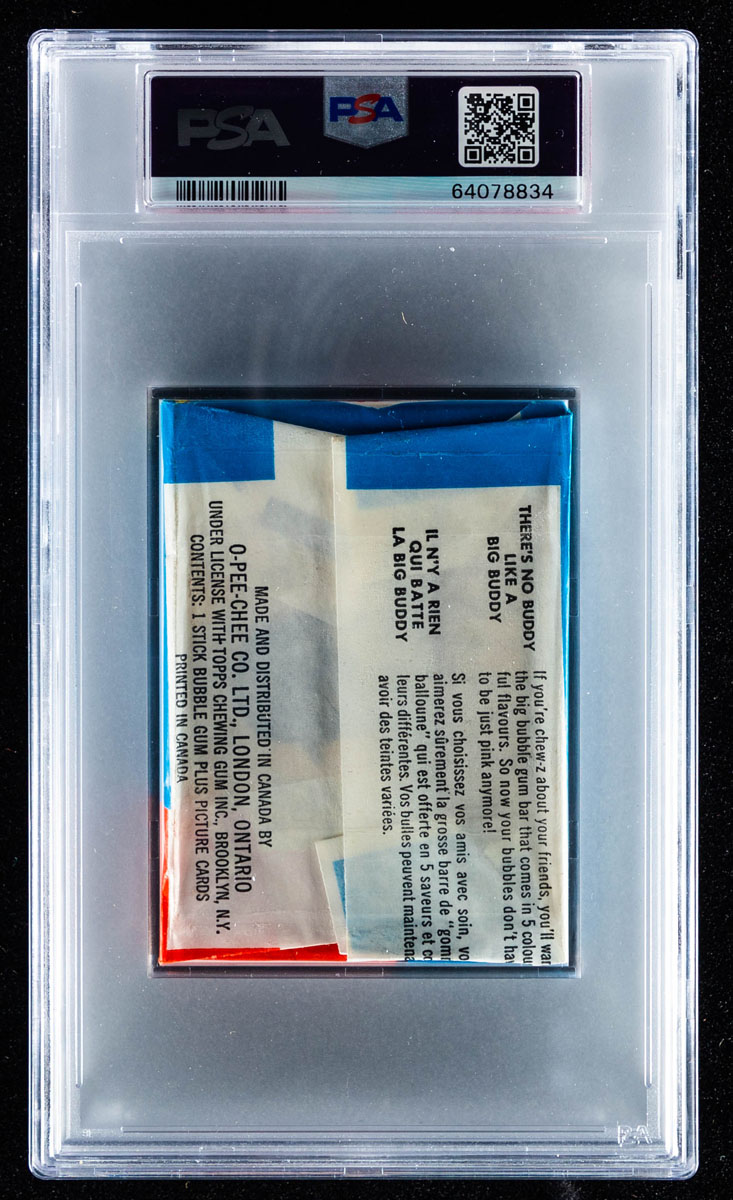 PSA
PSA
64078834
THERE'S NO BUDDY
LIKE A
BIG BUDDY
If you're chew-z about your friends, you'll wan
the big bubble gum bar that comes in 5 colou
ful flavours. So now your bubbles don't hav
to be just pink anymore!
IL N'Y A RIEN
QUI BATTE
LA BIG BUDDY
Si vous choisissez vos amis avec soin, vo
aimerez sûrement la grosse barre de "gomm
balloune" qui est offerte en 5 saveurs et co
leurs différentes. Vos bulles peuvent maintena
avoir des teintes variées.
MADE AND DISTRIBUTED IN CANADA BY
O-PEE-CHEE CO. LTD., LONDON, ONTARIO
UNDER LICENSE WITH TOPPS CHEWING GUM INC., BROOKLYN, N.Y.
CONTENTS: 1 STICK BUBBLE GUM PLUS PICTURE CARDS
PRINTED IN CANADA
PSA